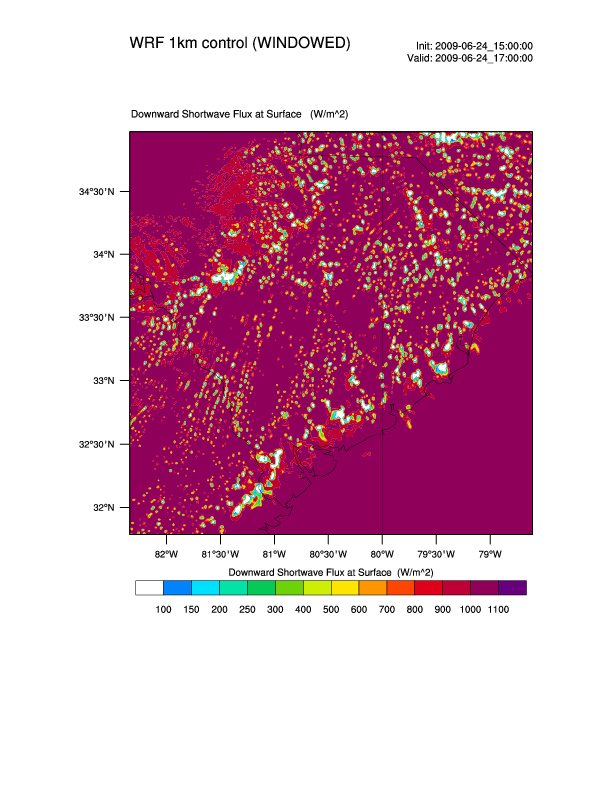 WRF 1km control (WINDOWED)
Init: 2009-06-24_15:00:00
Valid: 2009-06-24_17:00:00
Downward Shortwave Flux at Surface (W/m^2)
34°30'N
34°N
33°30'N
33°N
32°30'N
32°N
82°W 81°30'W 81°W 80°30'W 80°W 79°30'W 79°W
Downward Shortwave Flux at Surface (W/m^2)
100 150 200 250 300 400 500 600 700 800 900 1000 1100